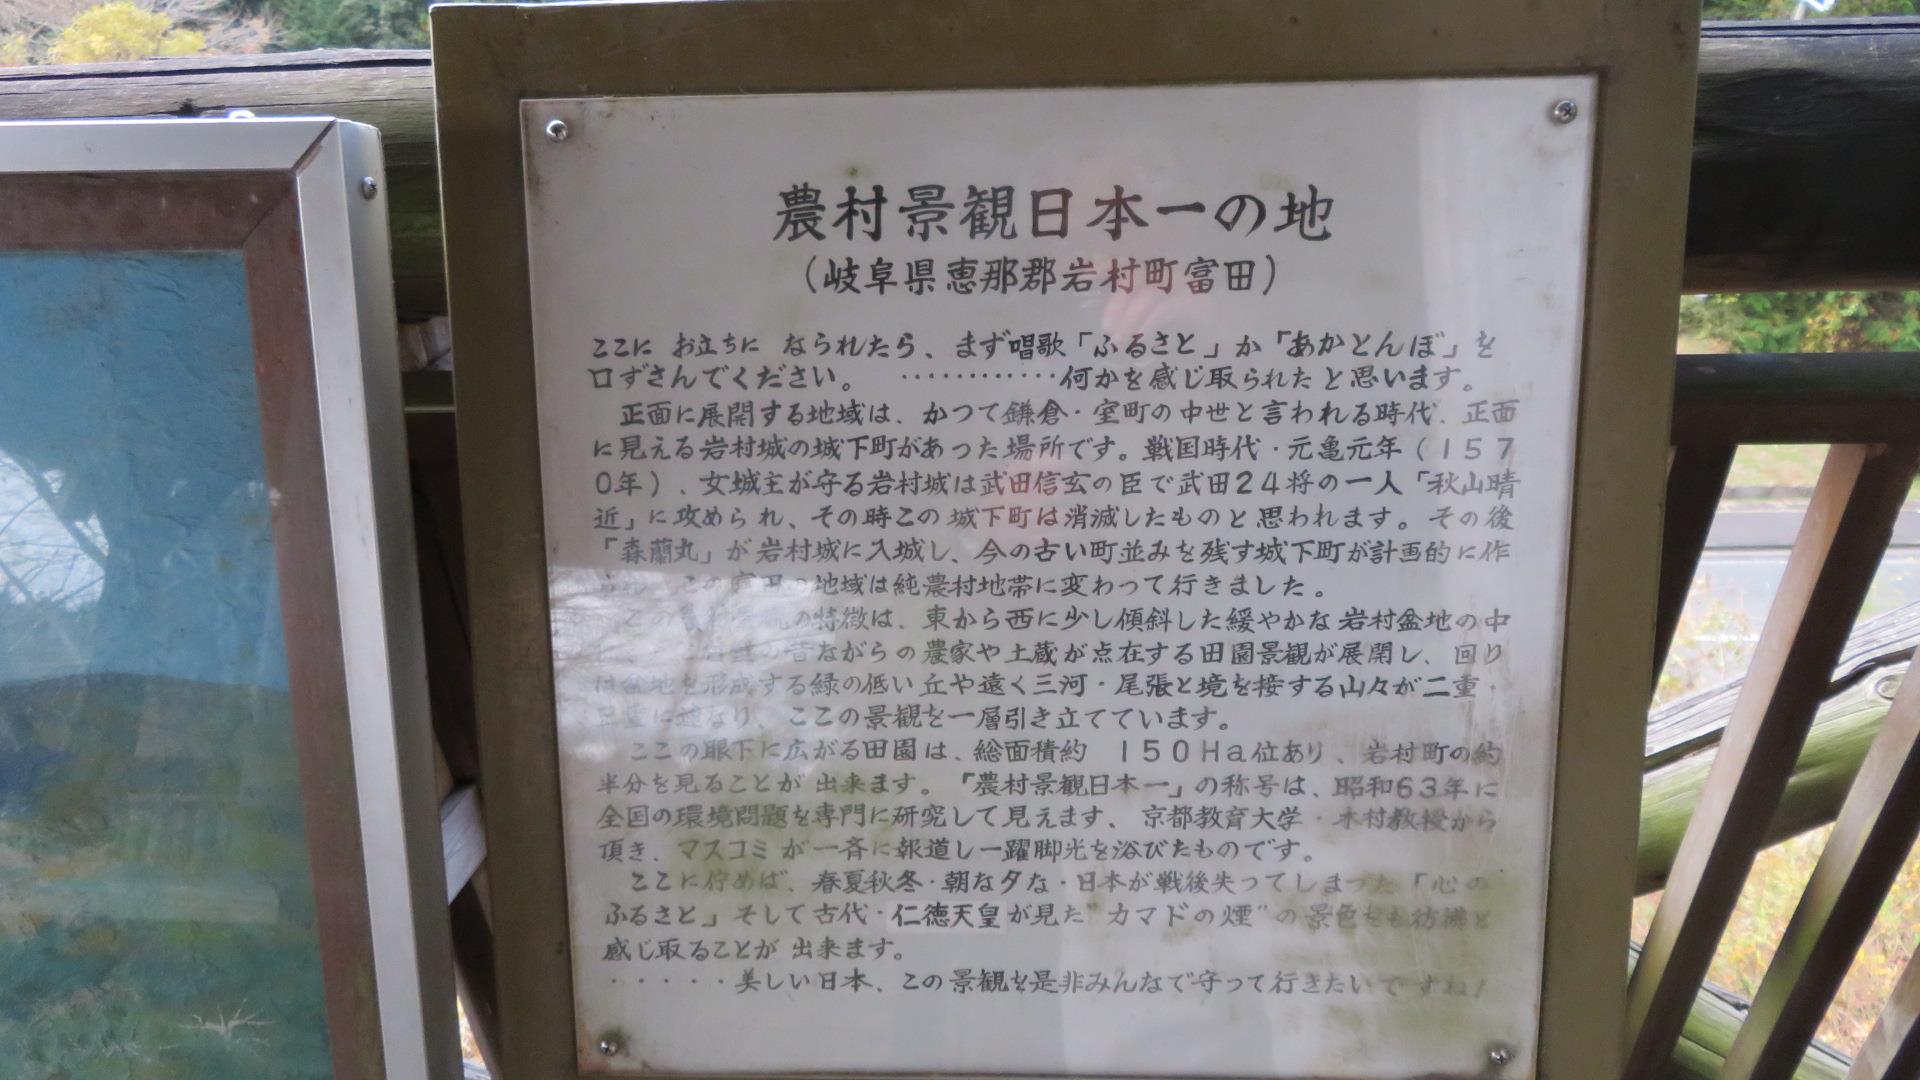 農村景観日本一の地
（岐阜県恵那郡岩村町富田）
ここに お立ちに なられたら、まず唱歌「ふるさと」か「あかとんぼ」を
口ずさんでください。 ‥‥‥‥‥‥何かを感じ取られたと思います。
正面に展開する地域は、かつて鎌倉・室町の中世と言われる時代、正面
に見える岩村城の城下町があった場所です。戦国時代・元亀元年（１５７
０年）、女城主が守る岩村城は武田信玄の臣で武田２４将の一人「秋山晴
近」に攻められ、その時この城下町は消滅したものと思われます。その後
「森蘭丸」が岩村城に入城し、今の古い町並みを残す城下町が計画的に作
この富田の地域は純農村地帯に変わって行きました。
この農村景観の特徴は、東から西に少し傾斜した緩やかな岩村盆地の中
の昔ながらの農家や土蔵が点在する田園景観が展開し、回り
は盆地を形成する緑の低い丘や遠く三河・尾張と境を接する山々が二重・
三重に連なり、ここの景観を一層引き立てています。
ここの眼下に広がる田園は、総面積約 １５０Ｈａ位あり、岩村町の約
半分を見ることが出来ます。「農村景観日本一」の称号は、昭和６３年に
全国の環境問題を専門に研究して見えます、京都教育大学・木村教授から
頂き、マスコミが一斉に報道し一躍脚光を浴びたものです。
ここに佇めば、春夏秋冬・朝な夕な・日本が戦後失ってしまった「心の
ふるさと」そして古代・仁徳天皇が見た"カマドの煙"の景色をも彷彿と
感じ取ることが出来ます。
・・・・・美しい日本、この景観を是非みんなで守って行きたいですね！